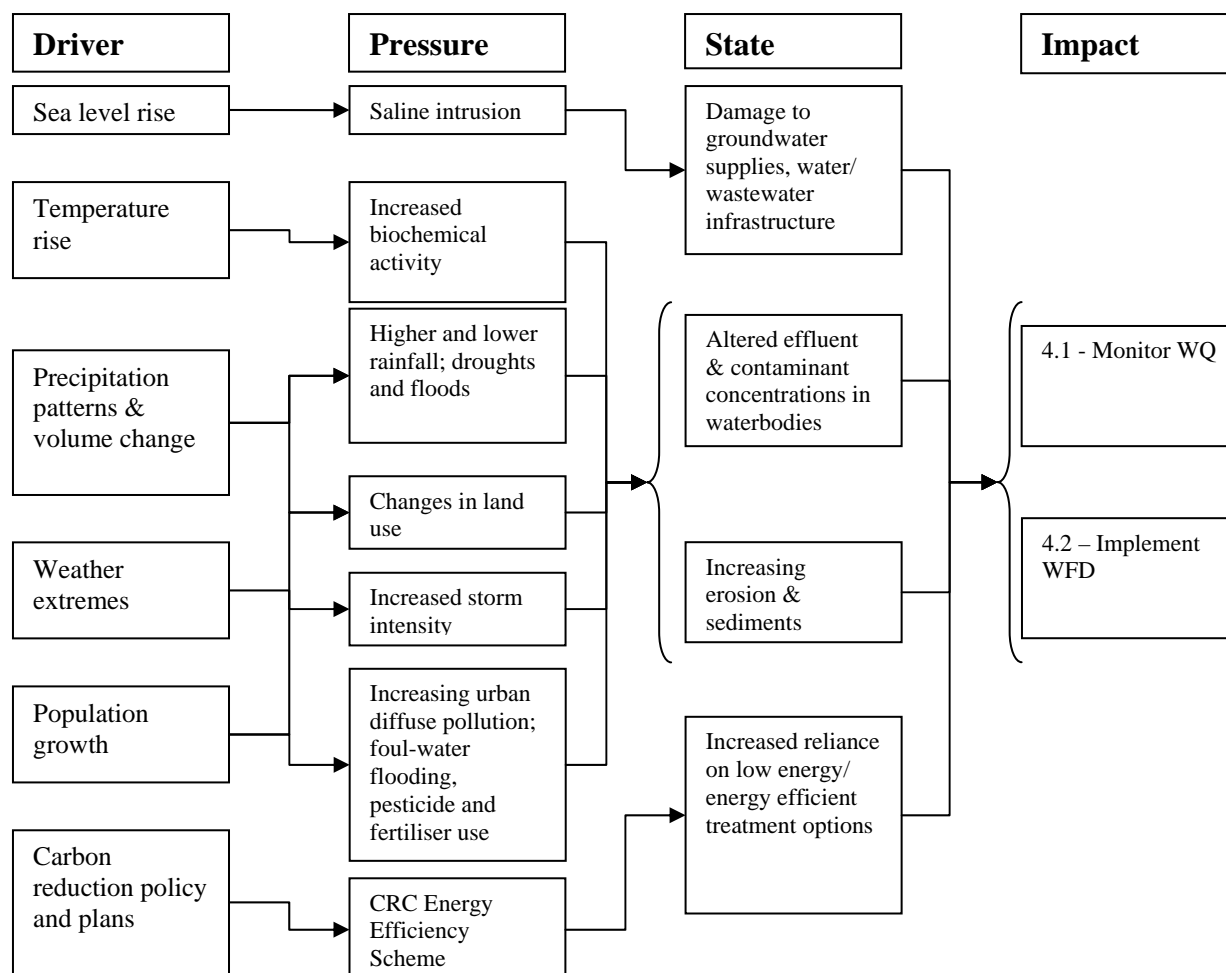 Driver
Pressure
State
Impact
Sea level rise
Saline intrusion
Damage to
groundwater
supplies, water/
wastewater
infrastructure
Temperature
rise
Increased
biochemical
activity
Precipitation
patterns &
volume change
Higher and lower
rainfall; droughts
and floods
Altered effluent
& contaminant
concentrations in
waterbodies
4.1 - Monitor WQ
Changes in land
use
Weather
extremes
Increased storm
intensity
Increasing
erosion &
sediments
4.2 – Implement
WFD
Population
growth
Increasing urban
diffuse pollution;
foul-water
flooding,
pesticide and
fertiliser use
Increased reliance
on low energy/
energy efficient
treatment options
Carbon
reduction policy
and plans
CRC Energy
Efficiency
Scheme